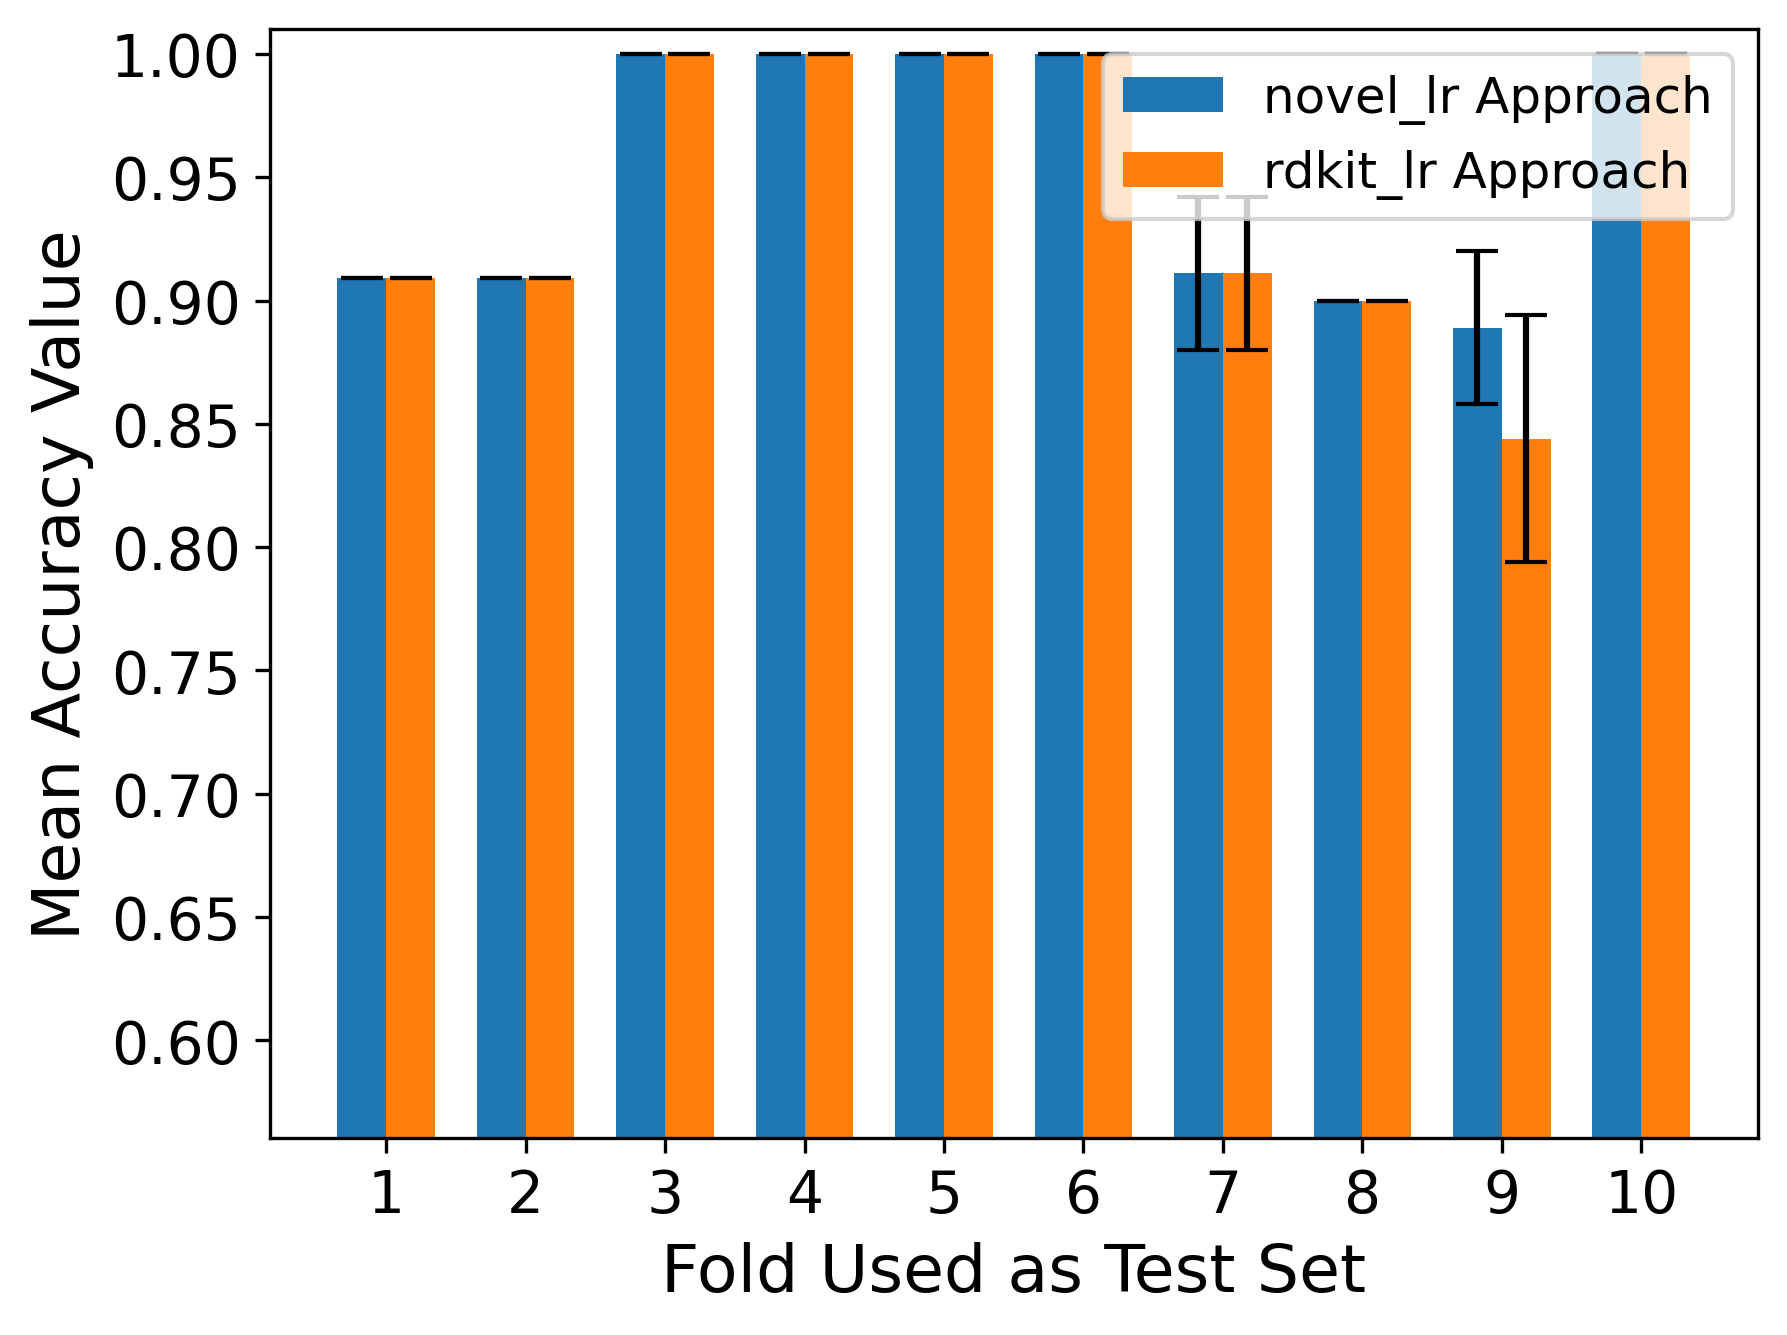 1.00
0.95
0.90
0.85
0.80
0.75
0.70
0.65
0.60
Mean Accuracy Value
novel_lr Approach
rdkit_lr Approach
1 2 3 4 5 6 7 8 9 10
Fold Used as Test Set